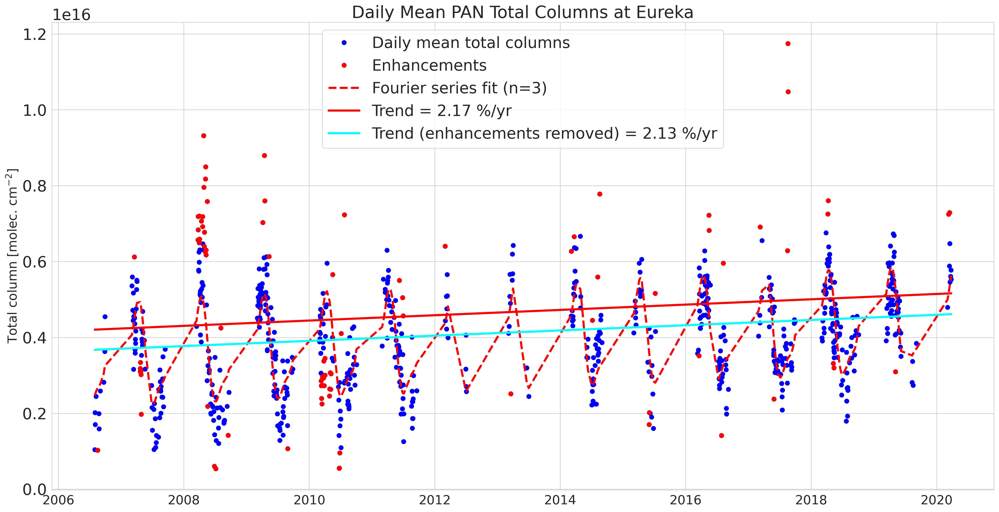 Daily Mean PAN Total Columns at Eureka
1e16
Total column [molec. cm⁻²]
1.2
1.0
0.8
0.6
0.4
0.2
0.0
Daily mean total columns
Enhancements
Fourier series fit (n=3)
Trend = 2.17 %/yr
Trend (enhancements removed) = 2.13 %/yr
2006 2008 2010 2012 2014 2016 2018 2020